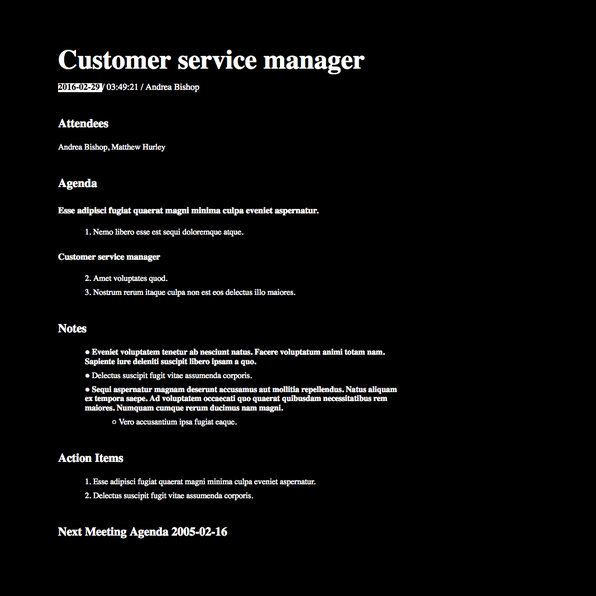 Customer service manager
2016-02-29 / 03:49:21 / Andrea Bishop
Attendees
Andrea Bishop, Matthew Hurley
Agenda
Esse adipisci fugiat quaerat magni minima culpa eveniet aspernatur.
1. Nemo libero esse est sequi doloremque atque.
Customer service manager
2. Amet voluptates quod.
3. Nostrum rerum itaque culpa non est eos delectus illo maiores.
Notes
● Eveniet voluptatem tenetur ab nesciunt natus. Facere voluptatum animi totam nam.
Sapiente iure deleniti suscipit libero ipsam a quo.
● Delectus suscipit fugit vitae assumenda corporis.
● Sequi aspernatur magnam deserunt accusamus aut mollitia repellendus. Natus aliquam
ex tempora saepe. Ad voluptatem occaecati quo quaerat quibusdam necessitatibus rem
maiores. Numquam cumque rerum ducimus nam magni.
○ Vero accusantium ipsa fugiat eaque.
Action Items
1. Esse adipisci fugiat quaerat magni minima culpa eveniet aspernatur.
2. Delectus suscipit fugit vitae assumenda corporis.
Next Meeting Agenda 2005-02-16